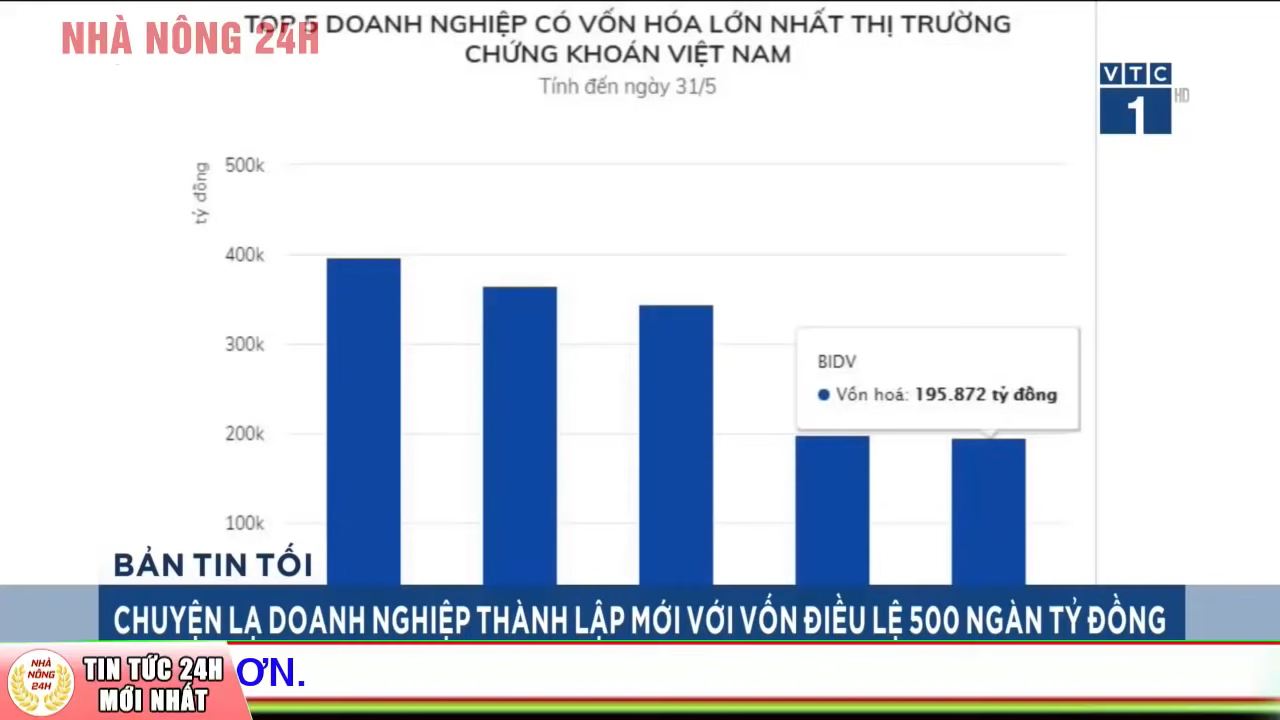 TOP 5 DOANH NGHIỆP CÓ VỐN HÓA LỚN NHẤT THỊ TRƯỜNG
CHỨNG KHOÁN VIỆT NAM
NHÀ NÔNG 24H
Tính đến ngày 31/5
VTC
1
HD
tỷ đồng
500k
400k
300k
200k
100k
BIDV
Vốn hoá: 195.872 tỷ đồng
BẢN TIN TỐI
CHUYỆN LẠ DOANH NGHIỆP THÀNH LẬP MỚI VỚI VỐN ĐIỀU LỆ 500 NGÀN TỶ ĐỒNG
NHÀ
NÔNG
24H
TIN TỨC 24H
MỚI NHẤT
ƠN.